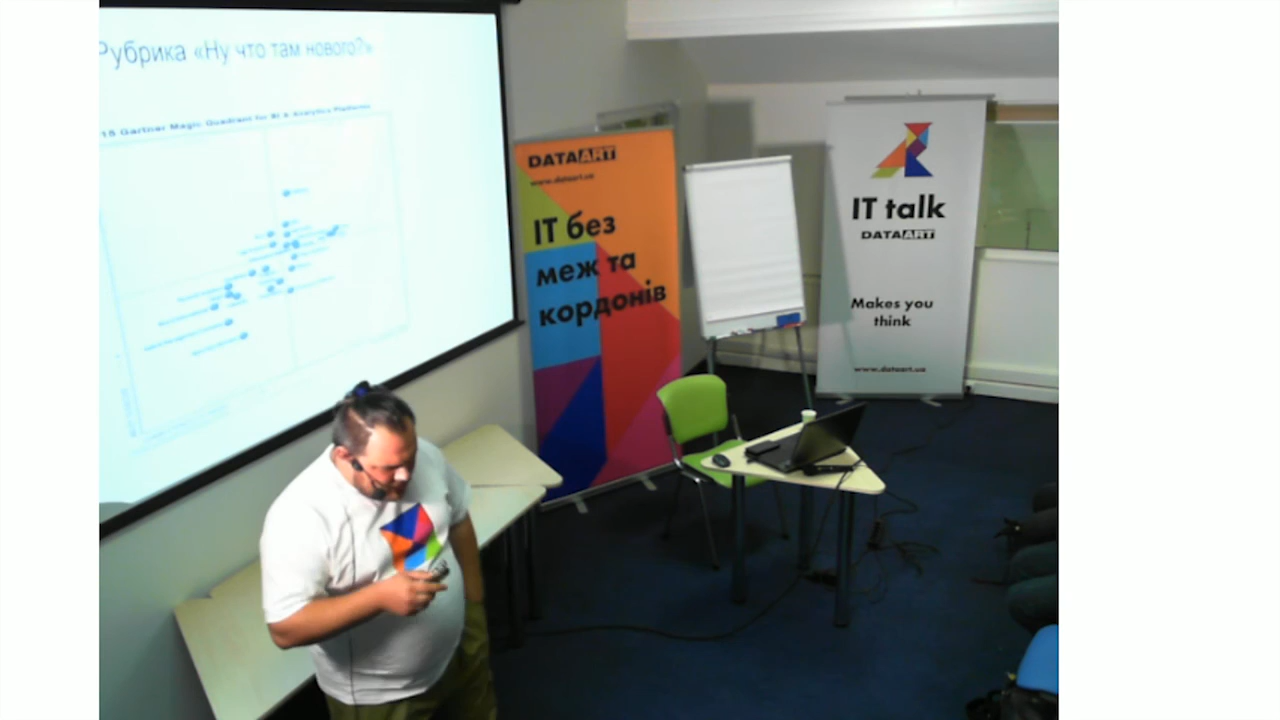 Рубрика «Ну что там нового?»
15 Gartner Magic Quadrant for BI & Analytics Platforms
DATAART
www.dataart.ua
IT без
меж та
кордонів
IT talk
DATAART
Makes you
think
www.dataart.ua